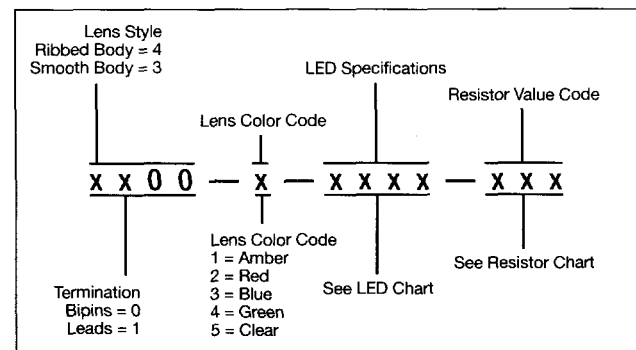 Lens Style
Ribbed Body = 4
Smooth Body = 3
LED Specifications
Resistor Value Code
Lens Color Code
x x 0 0 — x — x x x x — x x x
Termination
Bipins = 0
Leads = 1
Lens Color Code
1 = Amber
2 = Red
3 = Blue
4 = Green
5 = Clear
See LED Chart
See Resistor Chart